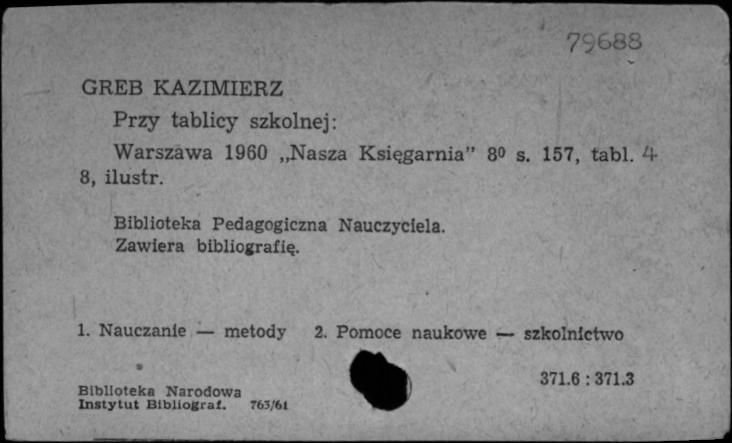 79688
GREB KAZIMIERZ
Przy tablicy szkolnej:
Warszawa 1960 „Nasza Księgarnia” 8⁰ s. 157, tabl. 4
8, ilustr.
Biblioteka Pedagogiczna Nauczyciela.
Zawiera bibliografię.
1. Nauczanie — metody 2. Pomoce naukowe — szkolnictwo
371.6 : 371.3
Biblioteka Narodowa
Instytut Bibliograf. 763/61